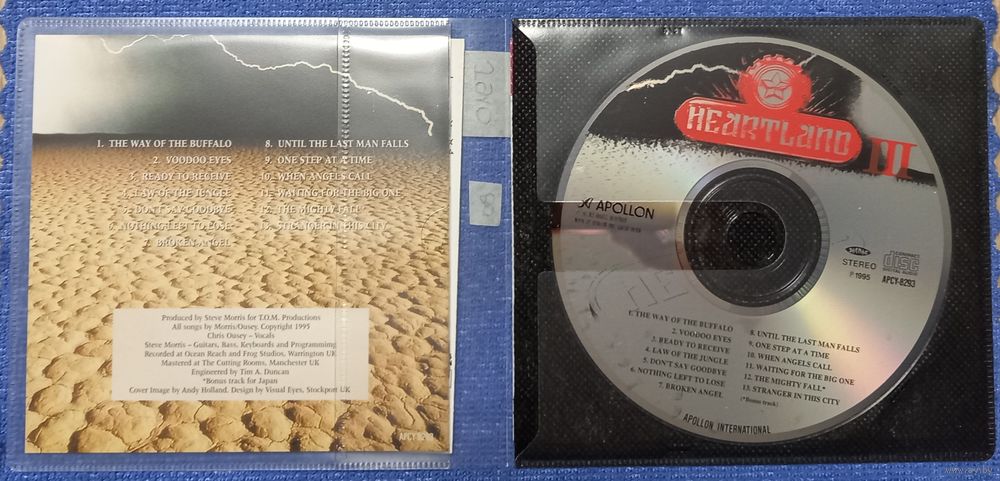 1. THE WAY OF THE BUFFALO
2. VOODOO EYES
3. READY TO RECEIVE
4. LAW OF THE JUNGLE
5. DON'T SAY GOODBYE
6. NOTHING LEFT TO LOSE
7. BROKEN ANGEL
8. UNTIL THE LAST MAN FALLS
9. ONE STEP AT A TIME
10. WHEN ANGELS CALL
11. WAITING FOR THE BIG ONE
12. THE MIGHTY FALL*
13. STRANGER IN THIS CITY
Produced by Steve Morris for T.O.M. Productions
All songs by Morris/Ousey. Copyright 1995
Chris Ousey – Vocals
Steve Morris – Guitars, Bass, Keyboards and Programming
Recorded at Ocean Reach and Frog Studios, Warrington UK
Mastered at The Cutting Rooms, Manchester UK
Engineered by Tim A. Duncan
*Bonus track for Japan
Cover Image by Andy Holland. Design by Visual Eyes, Stockport UK
APCY-8293
HEARTLAND
III
APOLLON
STEREO
℗ 1995
COMPACT
disc
DIGITAL AUDIO
APCY-8293
1. THE WAY OF THE BUFFALO
2. VOODOO EYES
3. READY TO RECEIVE
4. LAW OF THE JUNGLE
5. DON'T SAY GOODBYE
6. NOTHING LEFT TO LOSE
7. BROKEN ANGEL
8. UNTIL THE LAST MAN FALLS
9. ONE STEP AT A TIME
10. WHEN ANGELS CALL
11. WAITING FOR THE BIG ONE
12. THE MIGHTY FALL*
13. STRANGER IN THIS CITY
(*Bonus track)
APOLLON INTERNATIONAL
www.ay.by